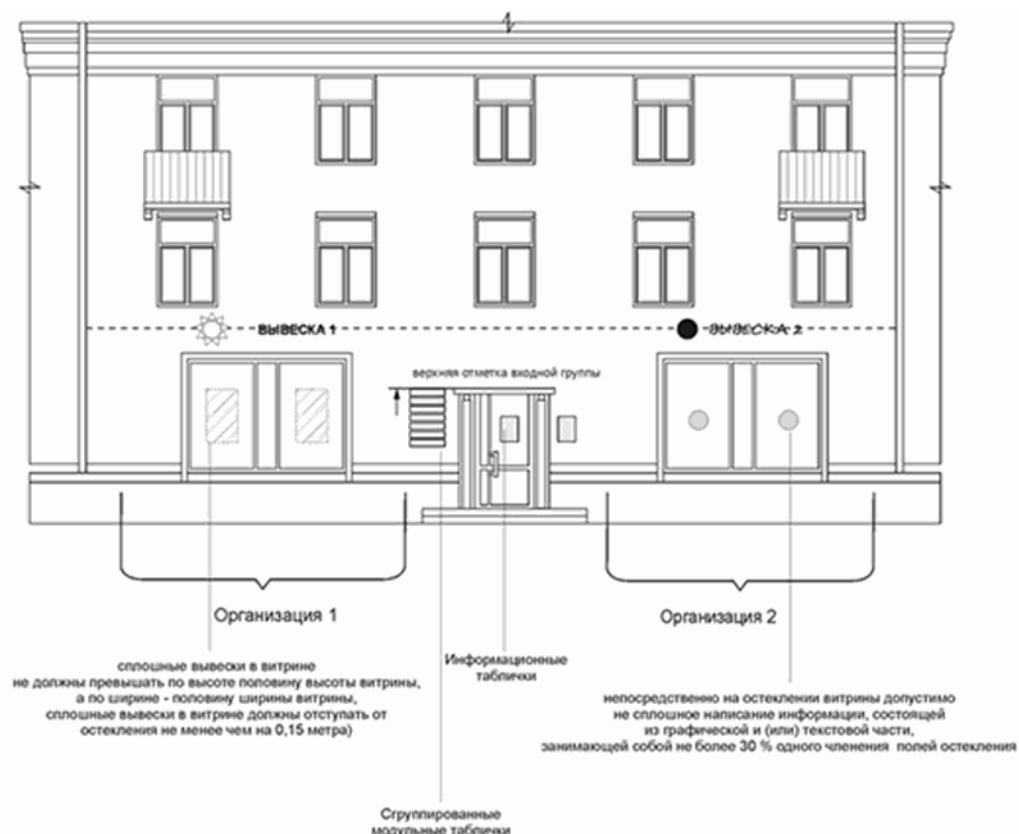 ВЫВЕСКА 1
ВЫВЕСКА 2
верхняя отметка входной группы
Организация 1
Организация 2
сплошные вывески в витрине
не должны превышать по высоте половину высоты витрины,
а по ширине - половину ширины витрины,
сплошные вывески в витрине должны отступать от
остекления не менее чем на 0,15 метра)
Информационные
таблички
непосредственно на остеклении витрины допустимо
не сплошное написание информации, состоящей
из графической и (или) текстовой части,
занимающей собой не более 30 % одного членения полей остекления
Сгруппированные
модульные таблички